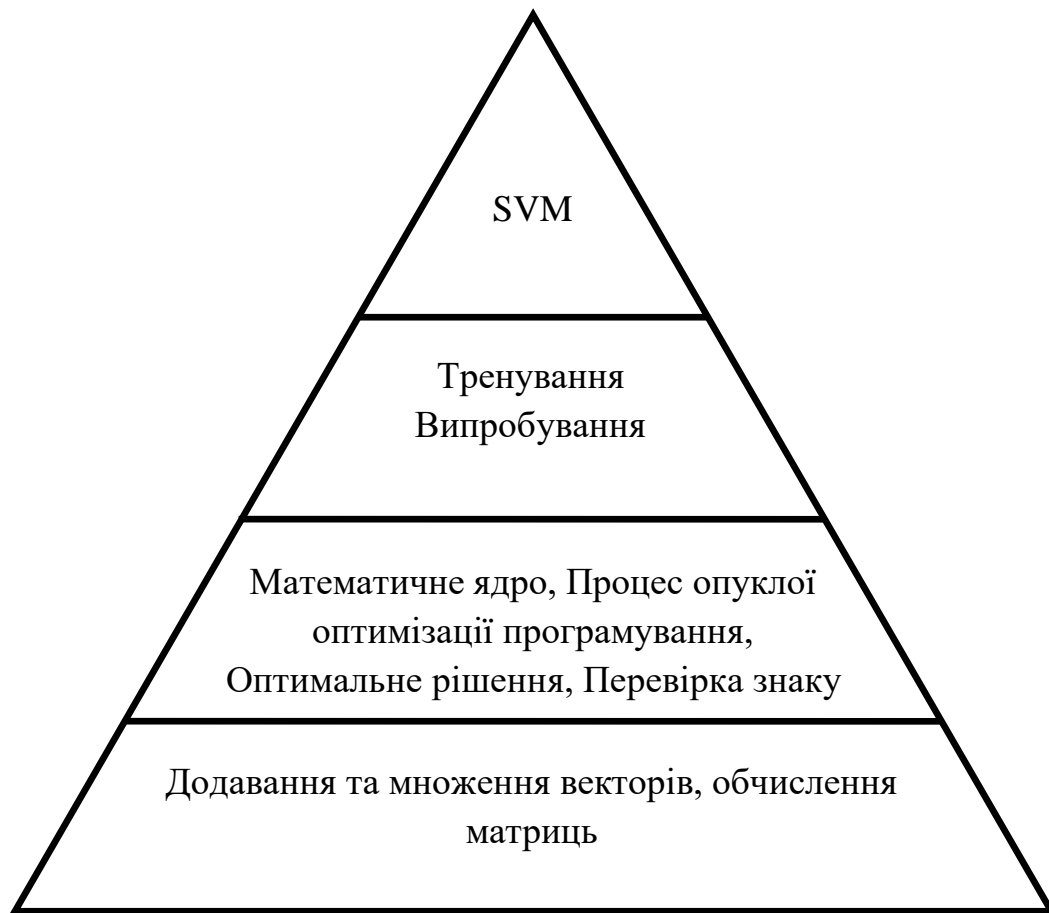 SVM
Тренування
Випробування
Математичне ядро, Процес опуклої
оптимізації програмування,
Оптимальне рішення, Перевірка знаку
Додавання та множення векторів, обчислення
матриць